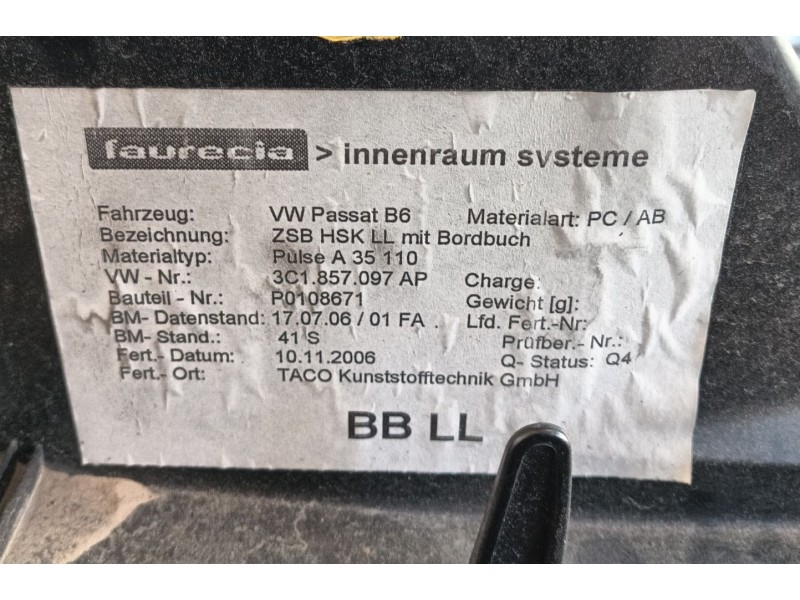 faurecia > innenraum systeme
Fahrzeug: VW Passat B6 Materialart: PC / AB
Bezeichnung: ZSB HSK LL mit Bordbuch
Materialtyp: Pulse A 35 110
VW - Nr.: 3C1.857.097 AP Charge:
Bauteil - Nr.: P0108671 Gewicht [g]:
BM- Datenstand: 17.07.06 / 01 FA . Lfd. Fert.-Nr:
BM- Stand.: 41 S Prüfber.- Nr.:
Fert.- Datum: 10.11.2006 Q- Status: Q4
Fert.- Ort: TACO Kunststofftechnik GmbH
BB LL